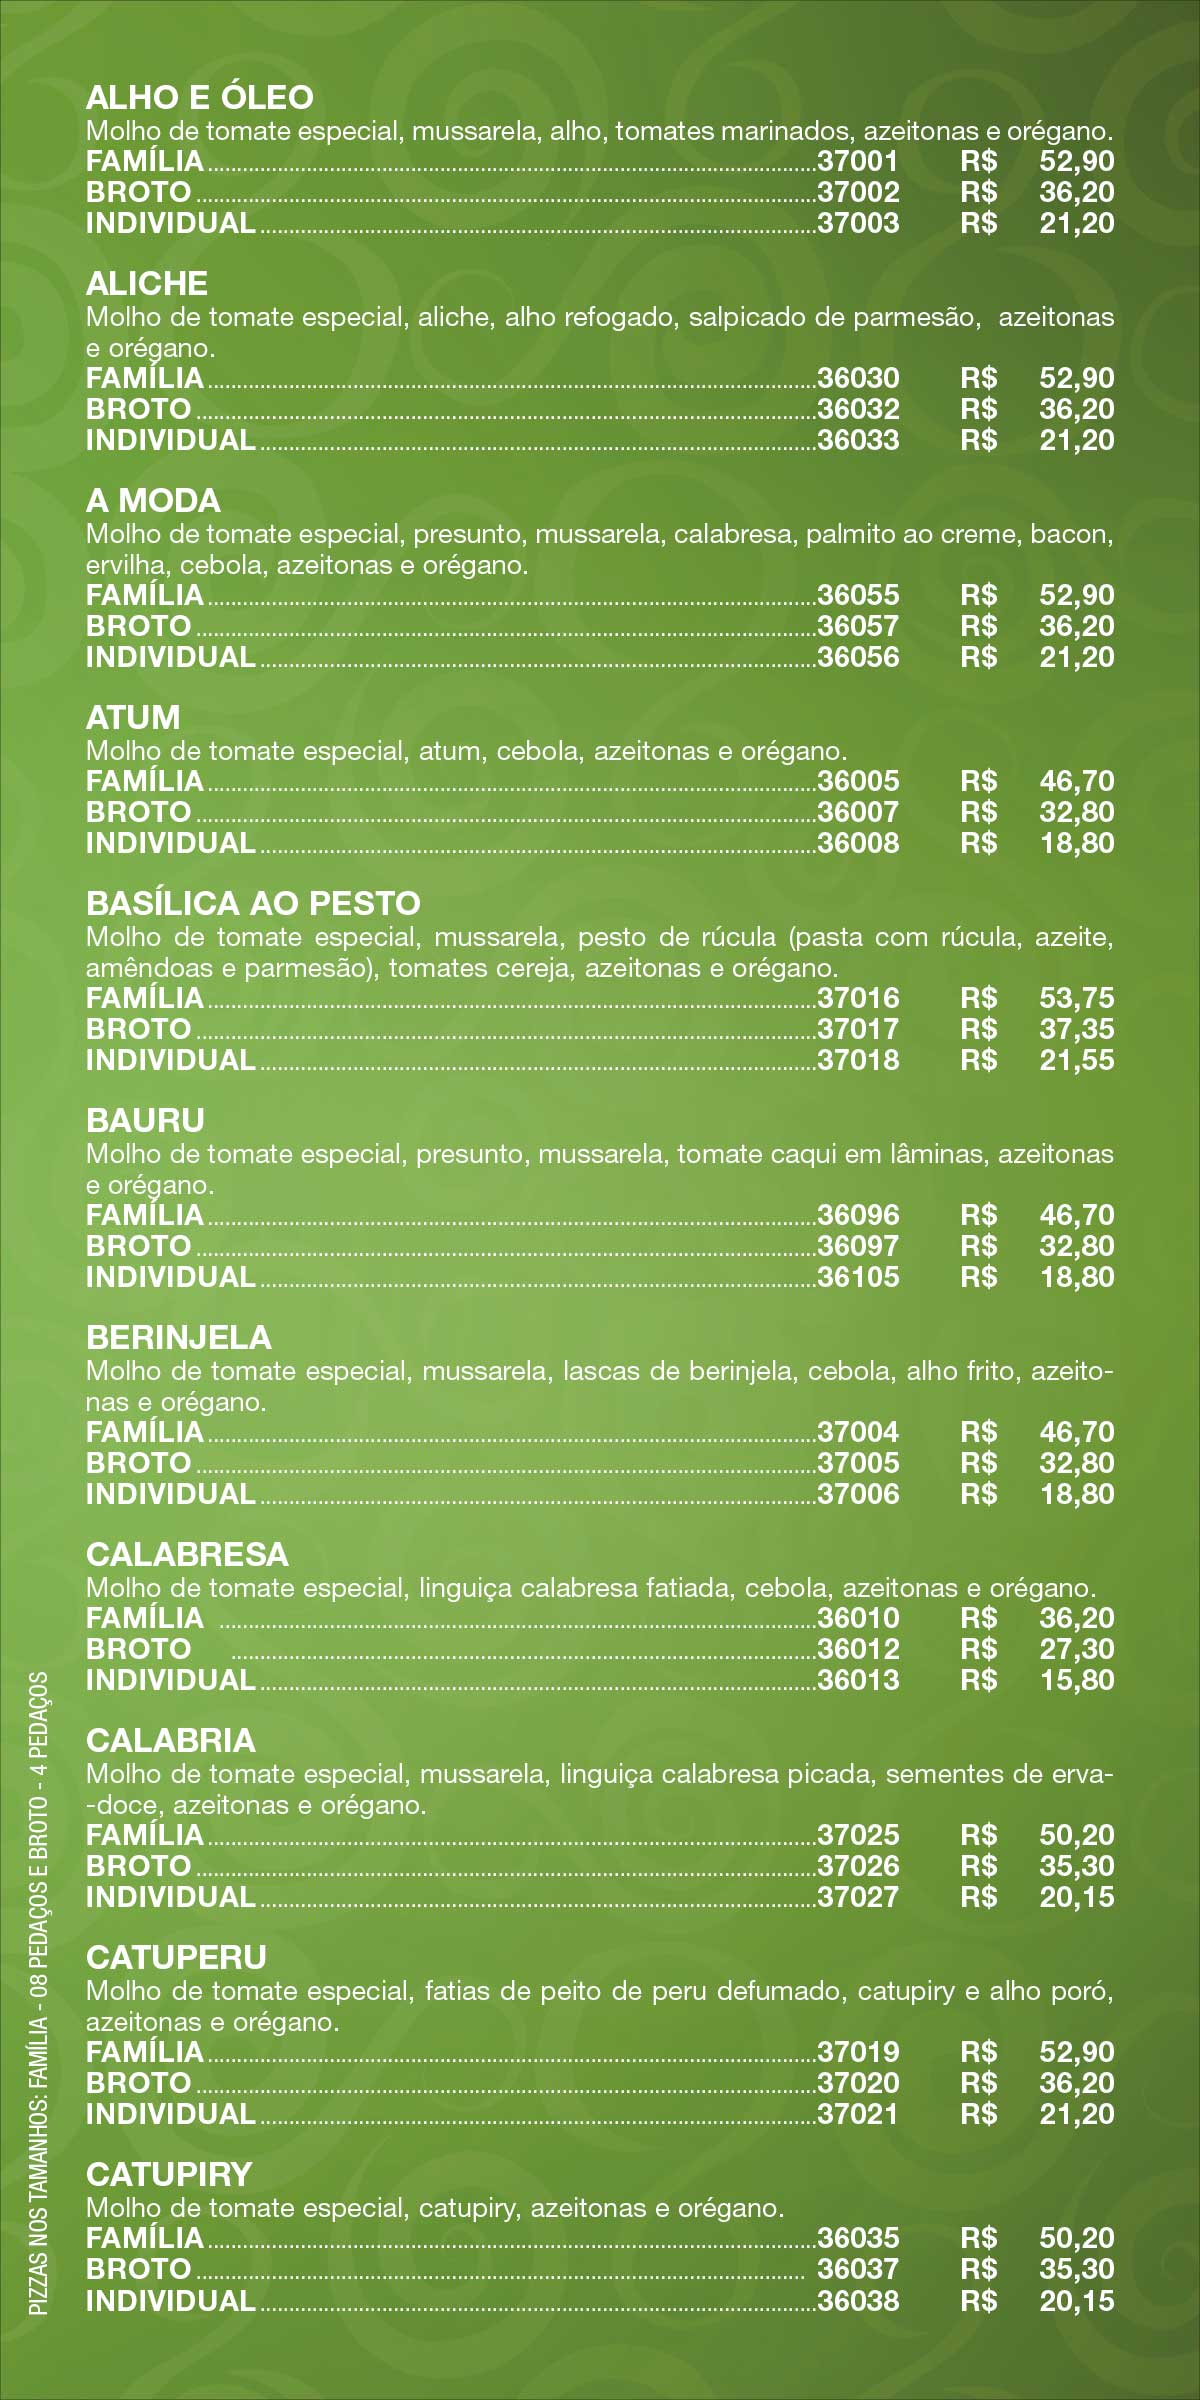 ALHO E ÓLEO
Molho de tomate especial, mussarela, alho, tomates marinados, azeitonas e orégano.
FAMÍLIA 37001 R$ 52,90
BROTO 37002 R$ 36,20
INDIVIDUAL 37003 R$ 21,20
ALICHE
Molho de tomate especial, aliche, alho refogado, salpicado de parmesão, azeitonas
e orégano.
FAMÍLIA 36030 R$ 52,90
BROTO 36032 R$ 36,20
INDIVIDUAL 36033 R$ 21,20
A MODA
Molho de tomate especial, presunto, mussarela, calabresa, palmito ao creme, bacon,
ervilha, cebola, azeitonas e orégano.
FAMÍLIA 36055 R$ 52,90
BROTO 36057 R$ 36,20
INDIVIDUAL 36056 R$ 21,20
ATUM
Molho de tomate especial, atum, cebola, azeitonas e orégano.
FAMÍLIA 36005 R$ 46,70
BROTO 36007 R$ 32,80
INDIVIDUAL 36008 R$ 18,80
BASÍLICA AO PESTO
Molho de tomate especial, mussarela, pesto de rúcula (pasta com rúcula, azeite,
amêndoas e parmesão), tomates cereja, azeitonas e orégano.
FAMÍLIA 37016 R$ 53,75
BROTO 37017 R$ 37,35
INDIVIDUAL 37018 R$ 21,55
BAURU
Molho de tomate especial, presunto, mussarela, tomate caqui em lâminas, azeitonas
e orégano.
FAMÍLIA 36096 R$ 46,70
BROTO 36097 R$ 32,80
INDIVIDUAL 36105 R$ 18,80
BERINJELA
Molho de tomate especial, mussarela, lascas de berinjela, cebola, alho frito, azeito-
nas e orégano.
FAMÍLIA 37004 R$ 46,70
BROTO 37005 R$ 32,80
INDIVIDUAL 37006 R$ 18,80
CALABRESA
Molho de tomate especial, linguiça calabresa fatiada, cebola, azeitonas e orégano.
FAMÍLIA 36010 R$ 36,20
BROTO 36012 R$ 27,30
INDIVIDUAL 36013 R$ 15,80
CALABRIA
Molho de tomate especial, mussarela, linguiça calabresa picada, sementes de erva-
-doce, azeitonas e orégano.
FAMÍLIA 37025 R$ 50,20
BROTO 37026 R$ 35,30
INDIVIDUAL 37027 R$ 20,15
CATUPERU
Molho de tomate especial, fatias de peito de peru defumado, catupiry e alho poró,
azeitonas e orégano.
FAMÍLIA 37019 R$ 52,90
BROTO 37020 R$ 36,20
INDIVIDUAL 37021 R$ 21,20
CATUPIRY
Molho de tomate especial, catupiry, azeitonas e orégano.
FAMÍLIA 36035 R$ 50,20
BROTO 36037 R$ 35,30
INDIVIDUAL 36038 R$ 20,15
PIZZAS NOS TAMANHOS: FAMÍLIA - 08 PEDAÇOS E BROTO - 4 PEDAÇOS